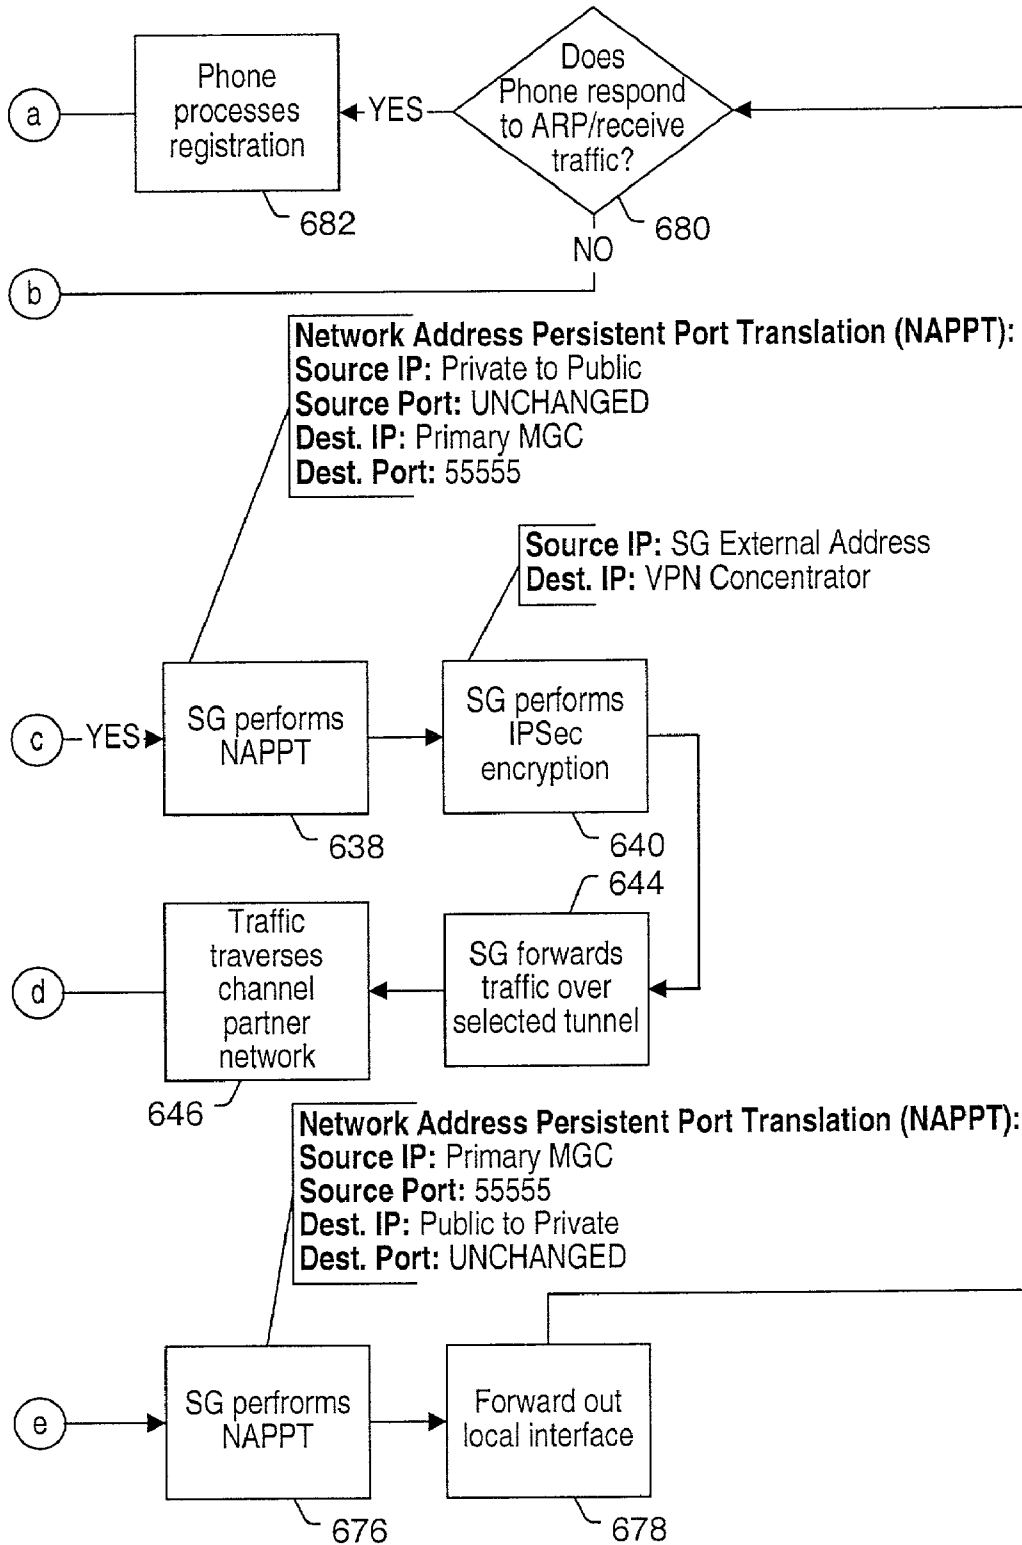 Does
Phone respond
to ARP/receive
traffic?
YES
Phone
processes
registration
a
682
680
NO
b
Network Address Persistent Port Translation (NAPPT):
Source IP: Private to Public
Source Port: UNCHANGED
Dest. IP: Primary MGC
Dest. Port: 55555
Source IP: SG External Address
Dest. IP: VPN Concentrator
c
YES
SG performs
NAPPT
SG performs
IPSec
encryption
638
640
644
d
Traffic
traverses
channel
partner
network
SG forwards
traffic over
selected tunnel
646
Network Address Persistent Port Translation (NAPPT):
Source IP: Primary MGC
Source Port: 55555
Dest. IP: Public to Private
Dest. Port: UNCHANGED
e
SG perfrorms
NAPPT
Forward out
local interface
676
678